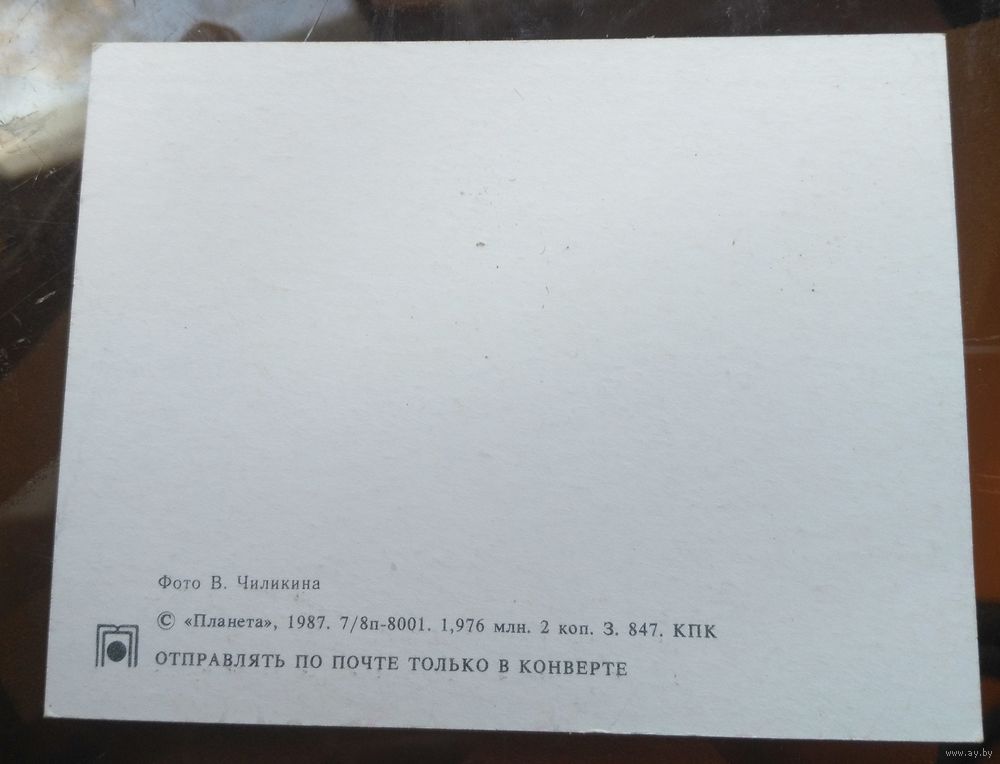 Фото В. Чиликина
© «Планета», 1987. 7/8п-8001. 1,976 млн. 2 коп. З. 847. КПК
ОТПРАВЛЯТЬ ПО ПОЧТЕ ТОЛЬКО В КОНВЕРТЕ
www.ay.by